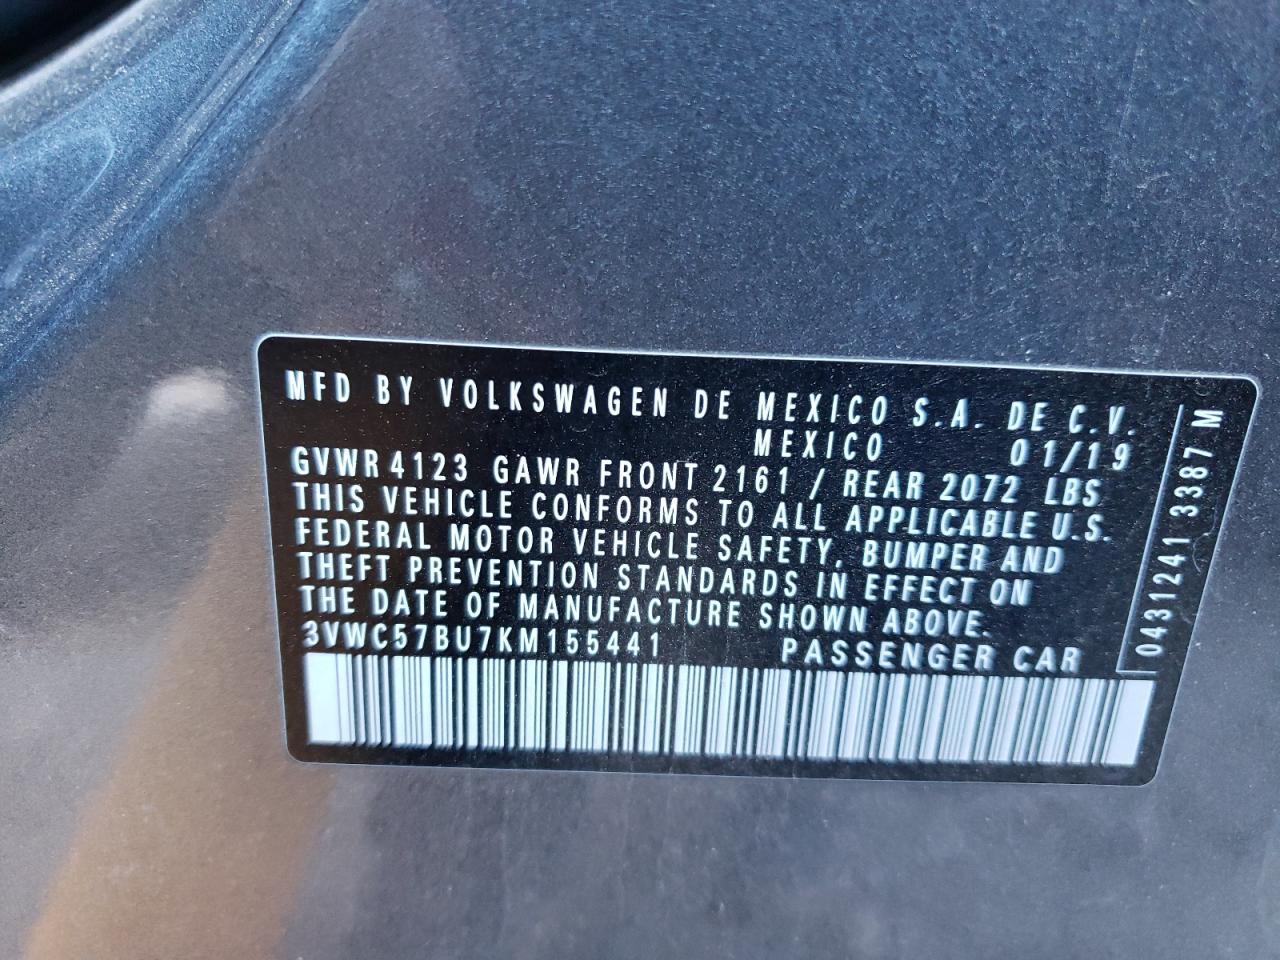 MFD BY VOLKSWAGEN DE MEXICO S.A. DE C.V.
MEXICO 01/19
GVWR 4123 GAWR FRONT 2161 / REAR 2072 LBS
THIS VEHICLE CONFORMS TO ALL APPLICABLE U.S.
FEDERAL MOTOR VEHICLE SAFETY, BUMPER AND
THEFT PREVENTION STANDARDS IN EFFECT ON
THE DATE OF MANUFACTURE SHOWN ABOVE.
3VWC57BU7KM155441 PASSENGER CAR
04312413387 M